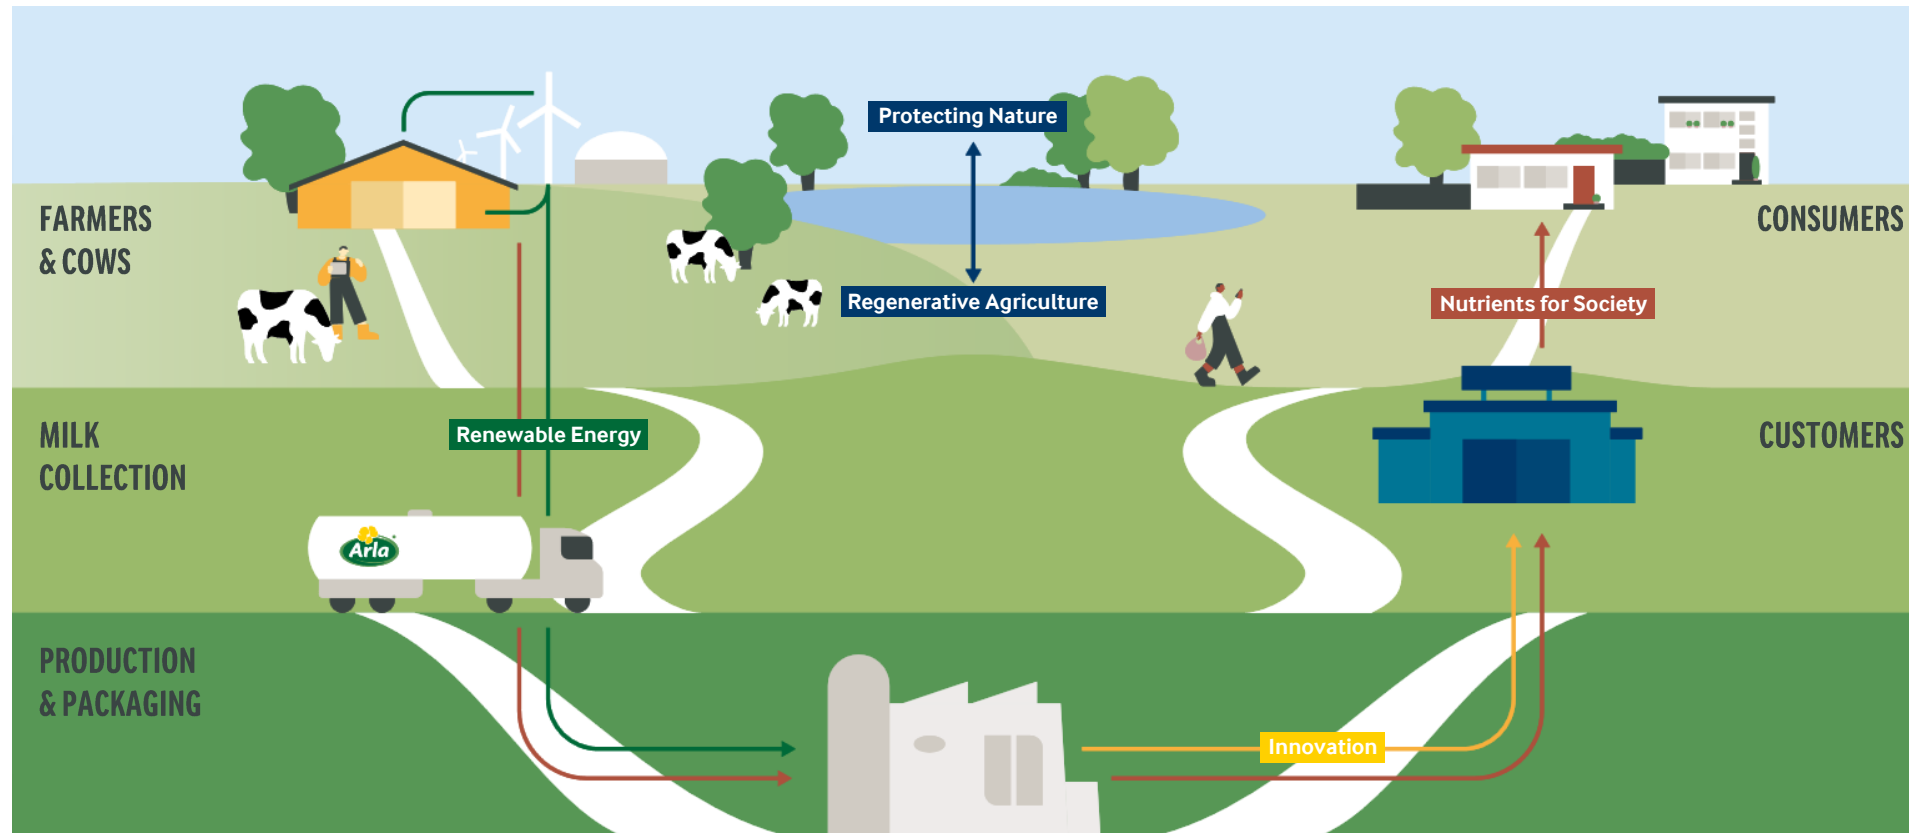 Protecting Nature
FARMERS
& COWS
CONSUMERS
Regenerative Agriculture
Nutrients for Society
MILK
COLLECTION
Renewable Energy
CUSTOMERS
Arla
PRODUCTION
& PACKAGING
Innovation